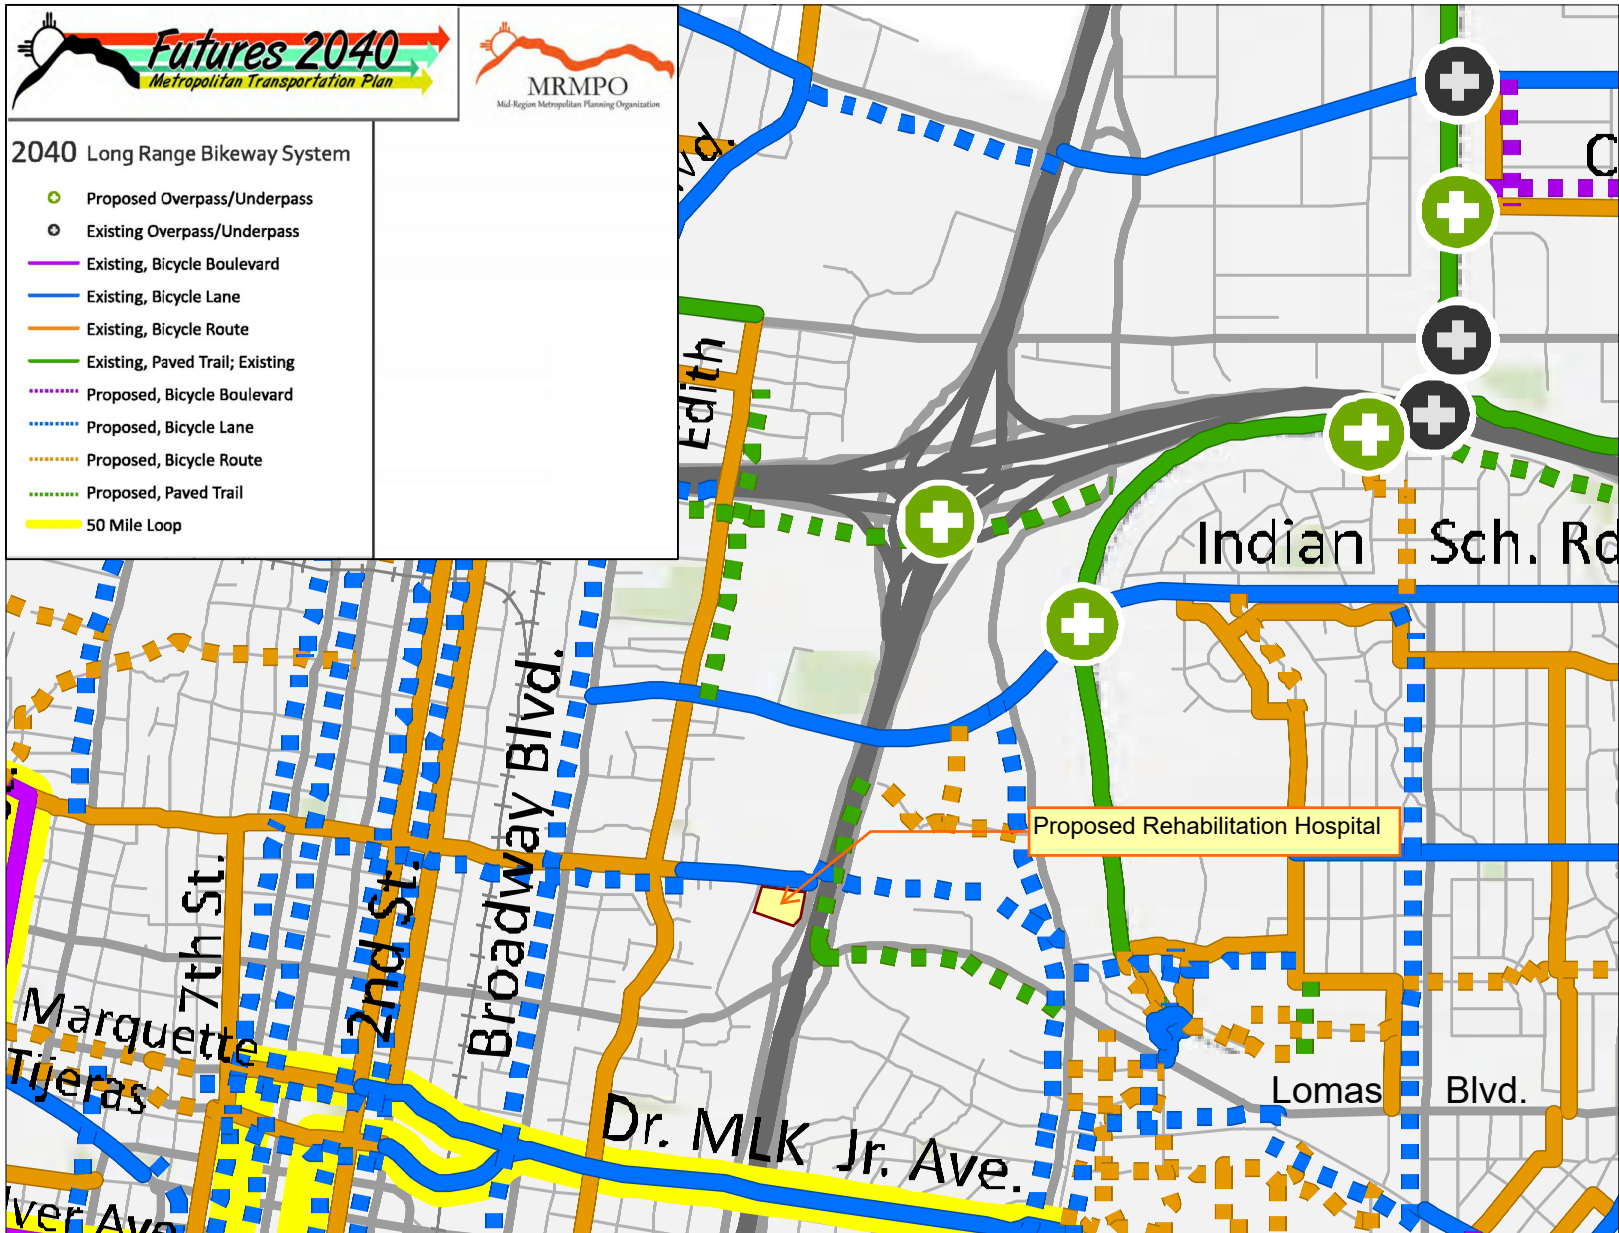 Futures 2040
Metropolitan Transportation Plan
MRMPO
Mid-Region Metropolitan Planning Organization
2040 Long Range Bikeway System
Proposed Overpass/Underpass
Existing Overpass/Underpass
Existing, Bicycle Boulevard
Existing, Bicycle Lane
Existing, Bicycle Route
Existing, Paved Trail; Existing
Proposed, Bicycle Boulevard
Proposed, Bicycle Lane
Proposed, Bicycle Route
Proposed, Paved Trail
50 Mile Loop
vd.
C
Edith
Indian Sch. Rd
Broadway Blvd.
Proposed Rehabilitation Hospital
7th St.
2nd St.
Marquette
Tijeras
Lomas Blvd.
Dr. MLK Jr. Ave.
lver Ave